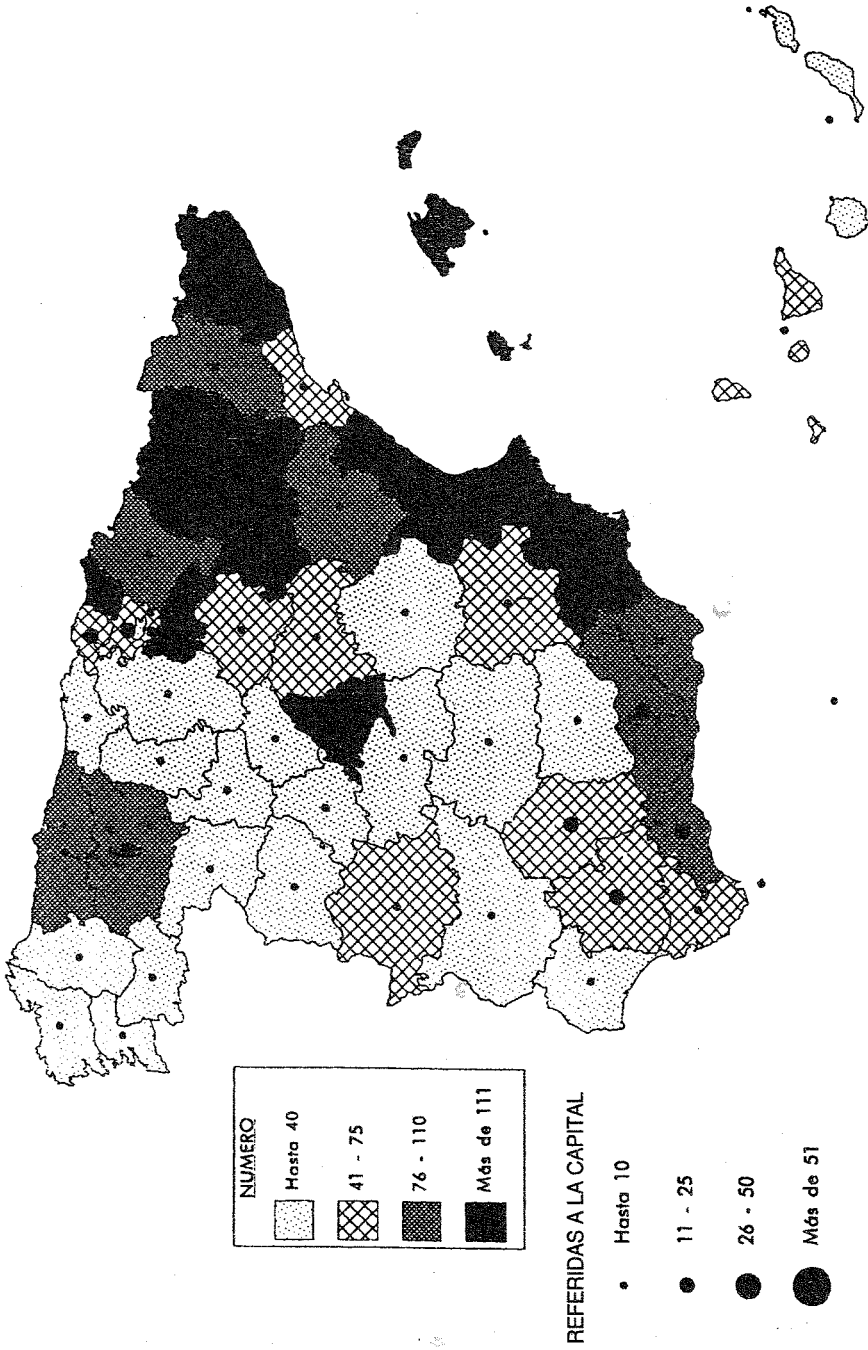 NUMERO
Hasta 40
41 - 75
76 - 110
Más de 111
REFERIDAS A LA CAPITAL
Hasta 10
11 - 25
26 - 50
Más de 51